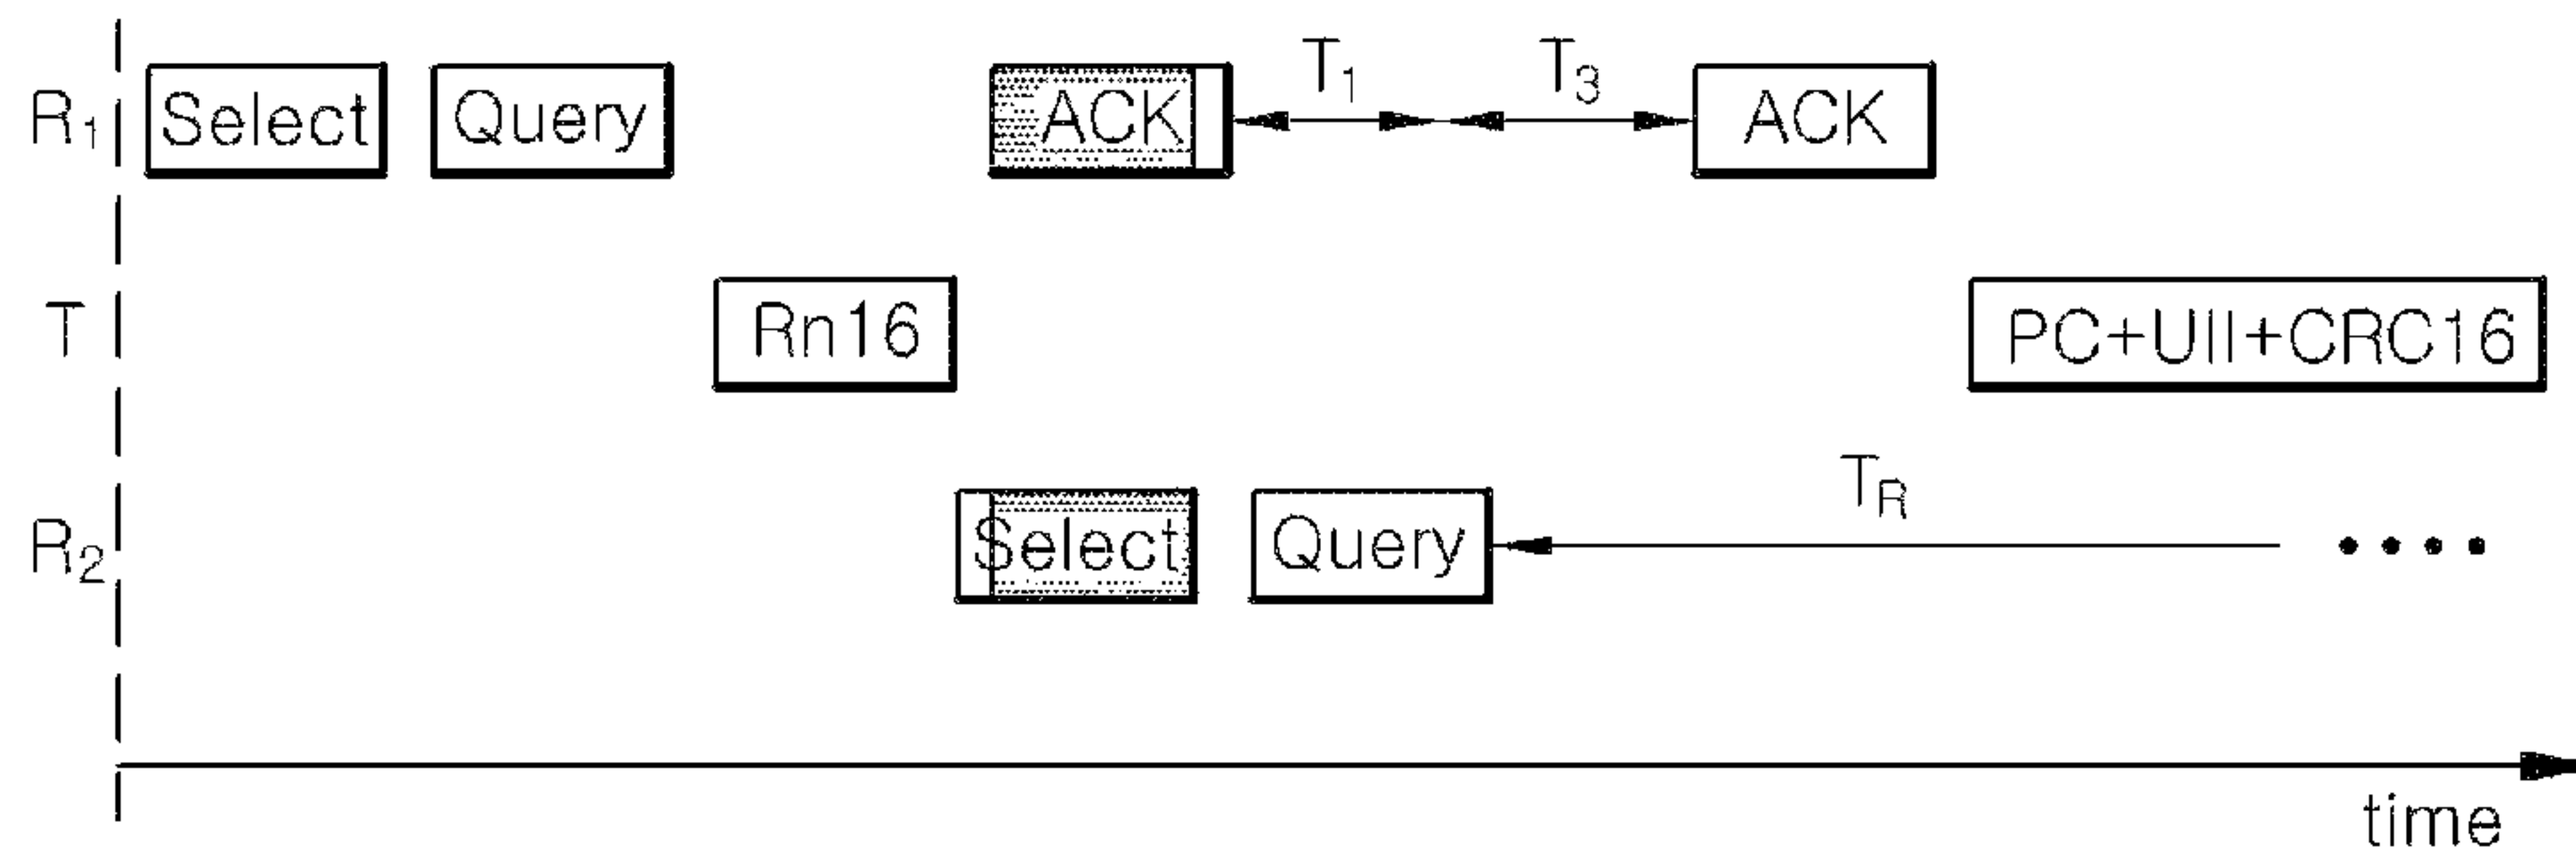 R1 Select Query ACK T1 T3 ACK
T Rn16 PC+UII+CRC16
R2 Select Query TR
time